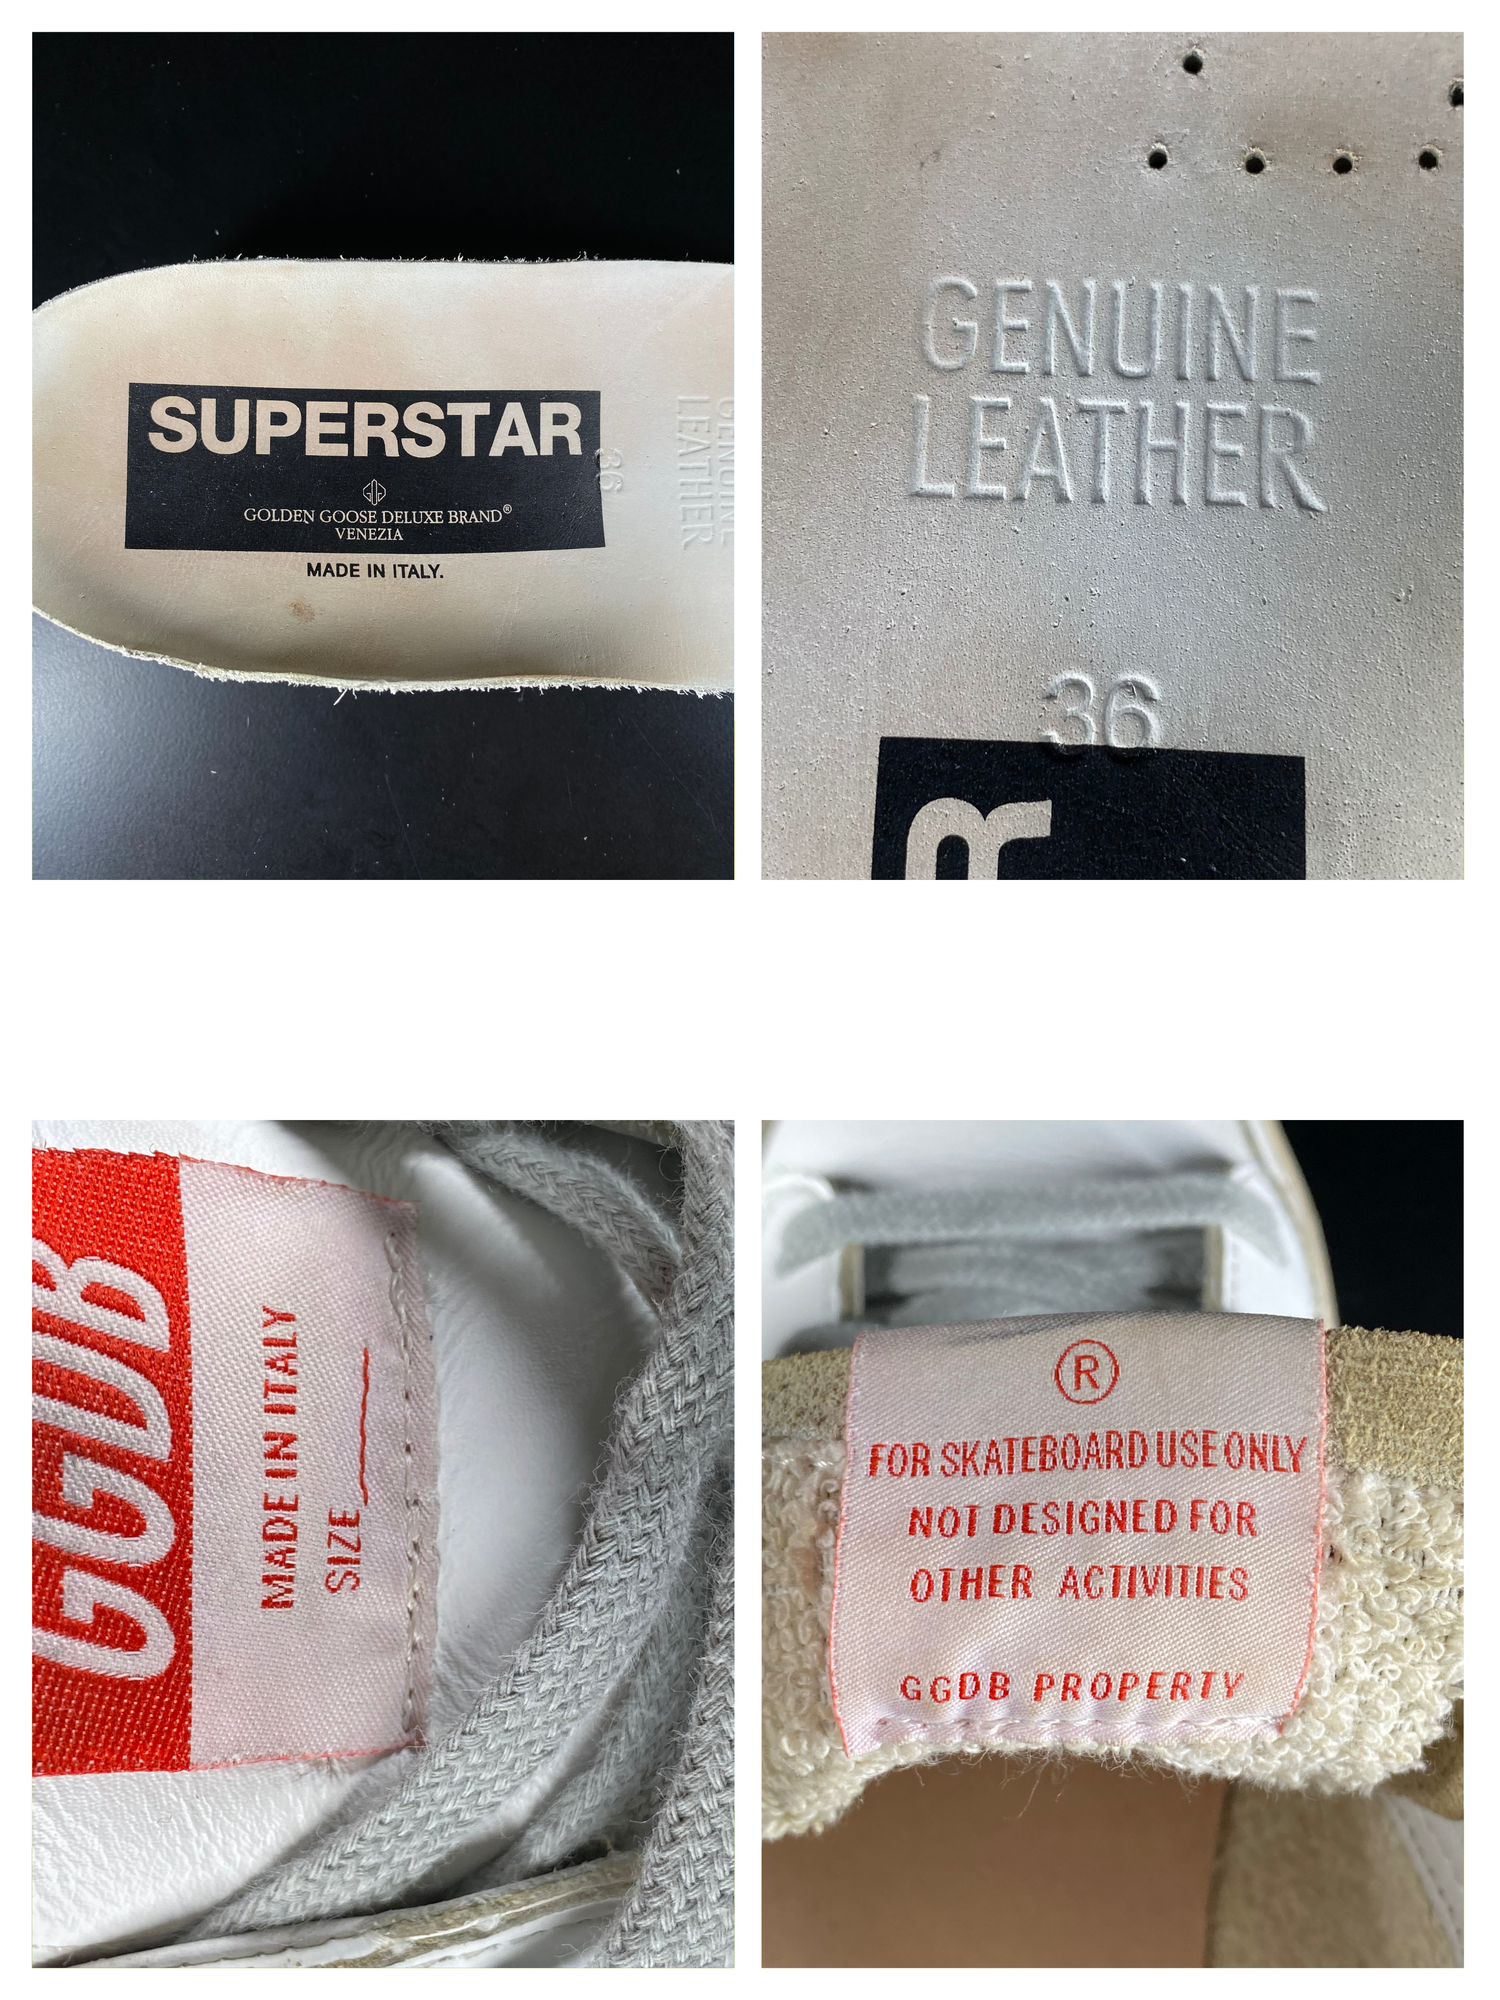 SUPERSTAR
GOLDEN GOOSE DELUXE BRAND®
VENEZIA
MADE IN ITALY.
36
GENUINE
LEATHER
GENUINE
LEATHER
36
R
GGDB
MADE IN ITALY
SIZE ____
®
FOR SKATEBOARD USE ONLY
NOT DESIGNED FOR
OTHER ACTIVITIES
GGDB PROPERTY